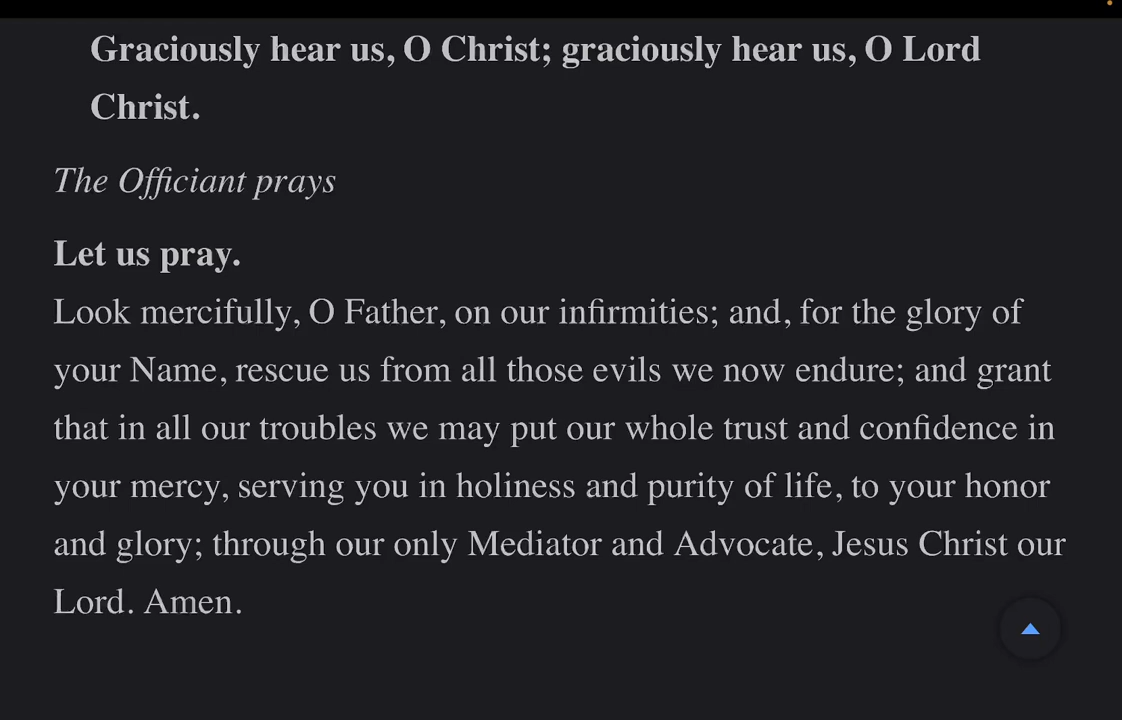 Graciously hear us, O Christ; graciously hear us, O Lord
Christ.
The Officiant prays
Let us pray.
Look mercifully, O Father, on our infirmities; and, for the glory of
your Name, rescue us from all those evils we now endure; and grant
that in all our troubles we may put our whole trust and confidence in
your mercy, serving you in holiness and purity of life, to your honor
and glory; through our only Mediator and Advocate, Jesus Christ our
Lord. Amen.